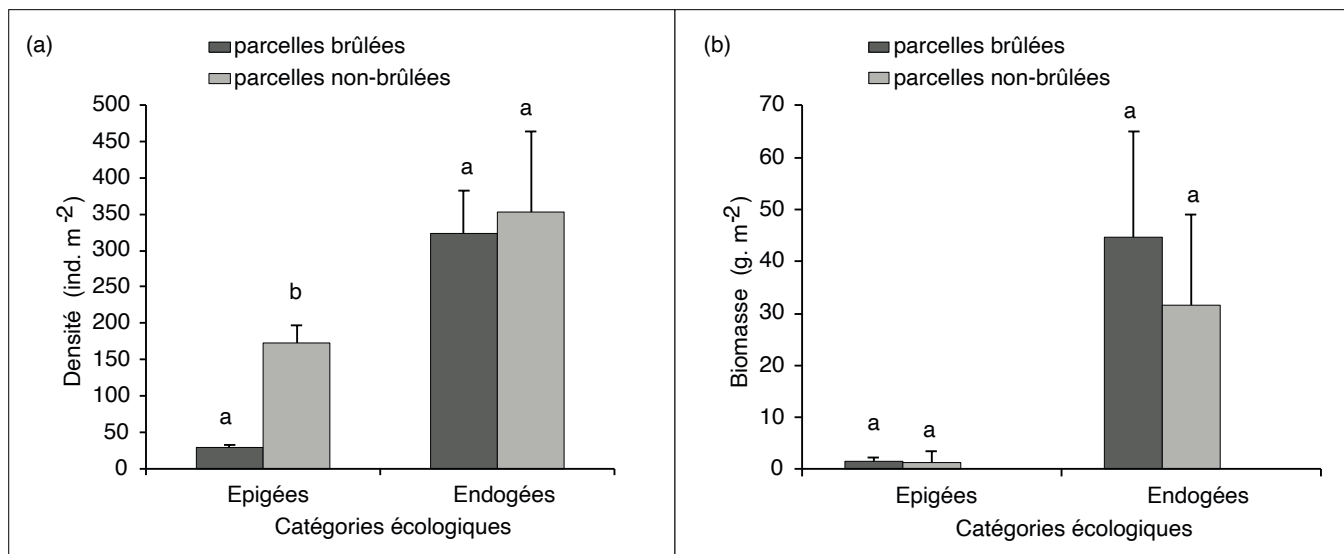 (a)
parcelles brûlées
parcelles non-brûlées
500
450
400
350
300
250
200
150
100
50
0
Densité (ind. m -2)
a
b
a
a
Epigées
Endogées
Catégories écologiques
(b)
parcelles brûlées
parcelles non-brûlées
70
60
50
40
30
20
10
0
Biomasse (g. m-2)
a
a
a
a
Epigées
Endogées
Catégories écologiques